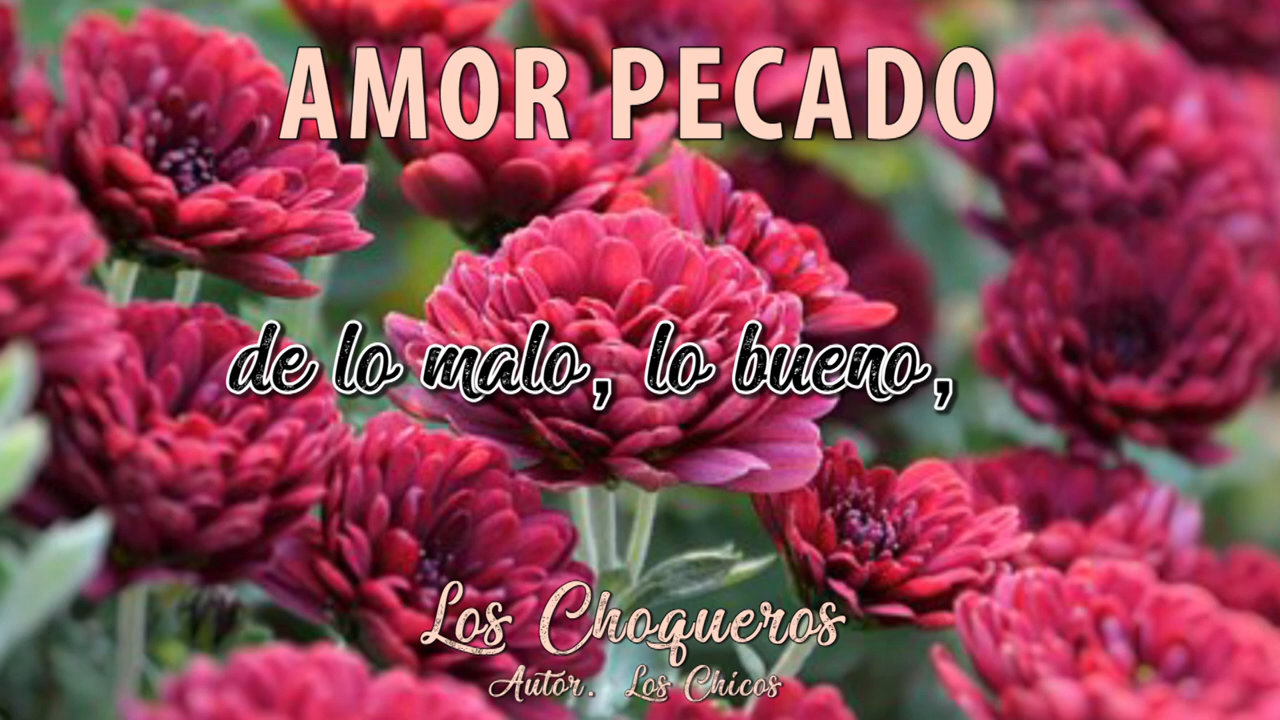 AMOR PECADO
de lo malo, lo bueno,
Los Choqueros
Autor. Los Chicos